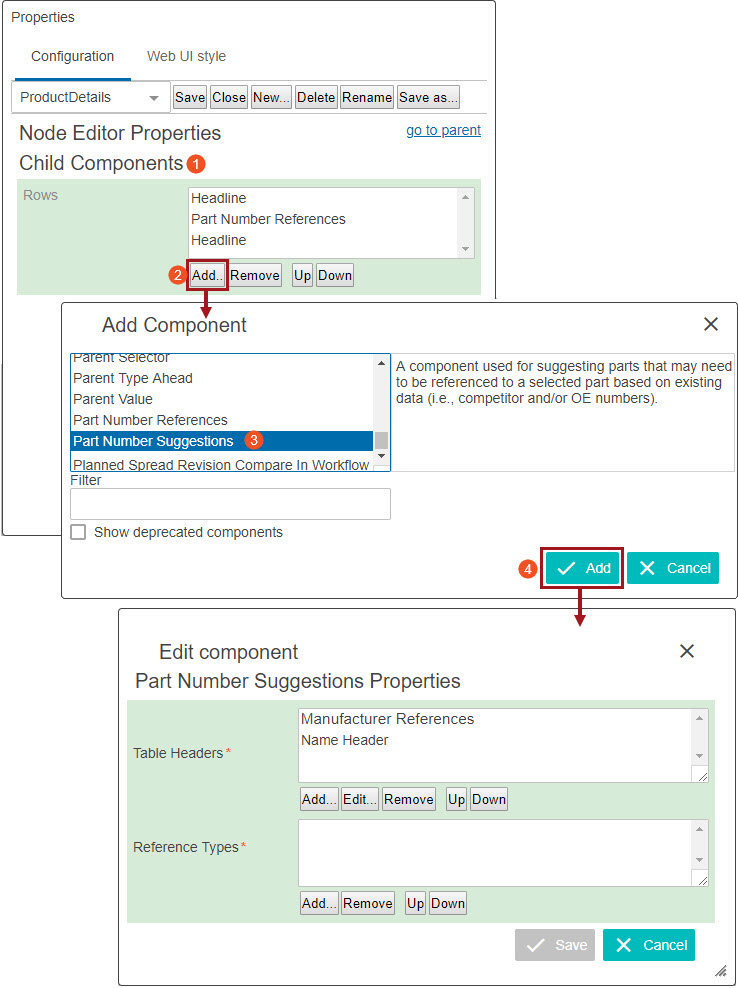 Properties
Configuration Web UI style
ProductDetails Save Close New... Delete Rename Save as...
Node Editor Properties go to parent
Child Components 1
Rows
Headline
Part Number References
Headline
2 Add.. Remove Up Down
Add Component
Parent Selector
Parent Type Ahead
Parent Value
Part Number References
Part Number Suggestions 3
Planned Spread Revision Compare In Workflow
A component used for suggesting parts that may need
to be referenced to a selected part based on existing
data (i.e., competitor and/or OE numbers).
Filter
Show deprecated components
4 Add Cancel
Edit component
Part Number Suggestions Properties
Table Headers*
Manufacturer References
Name Header
Add... Edit... Remove Up Down
Reference Types*
Add... Remove Up Down
Save Cancel